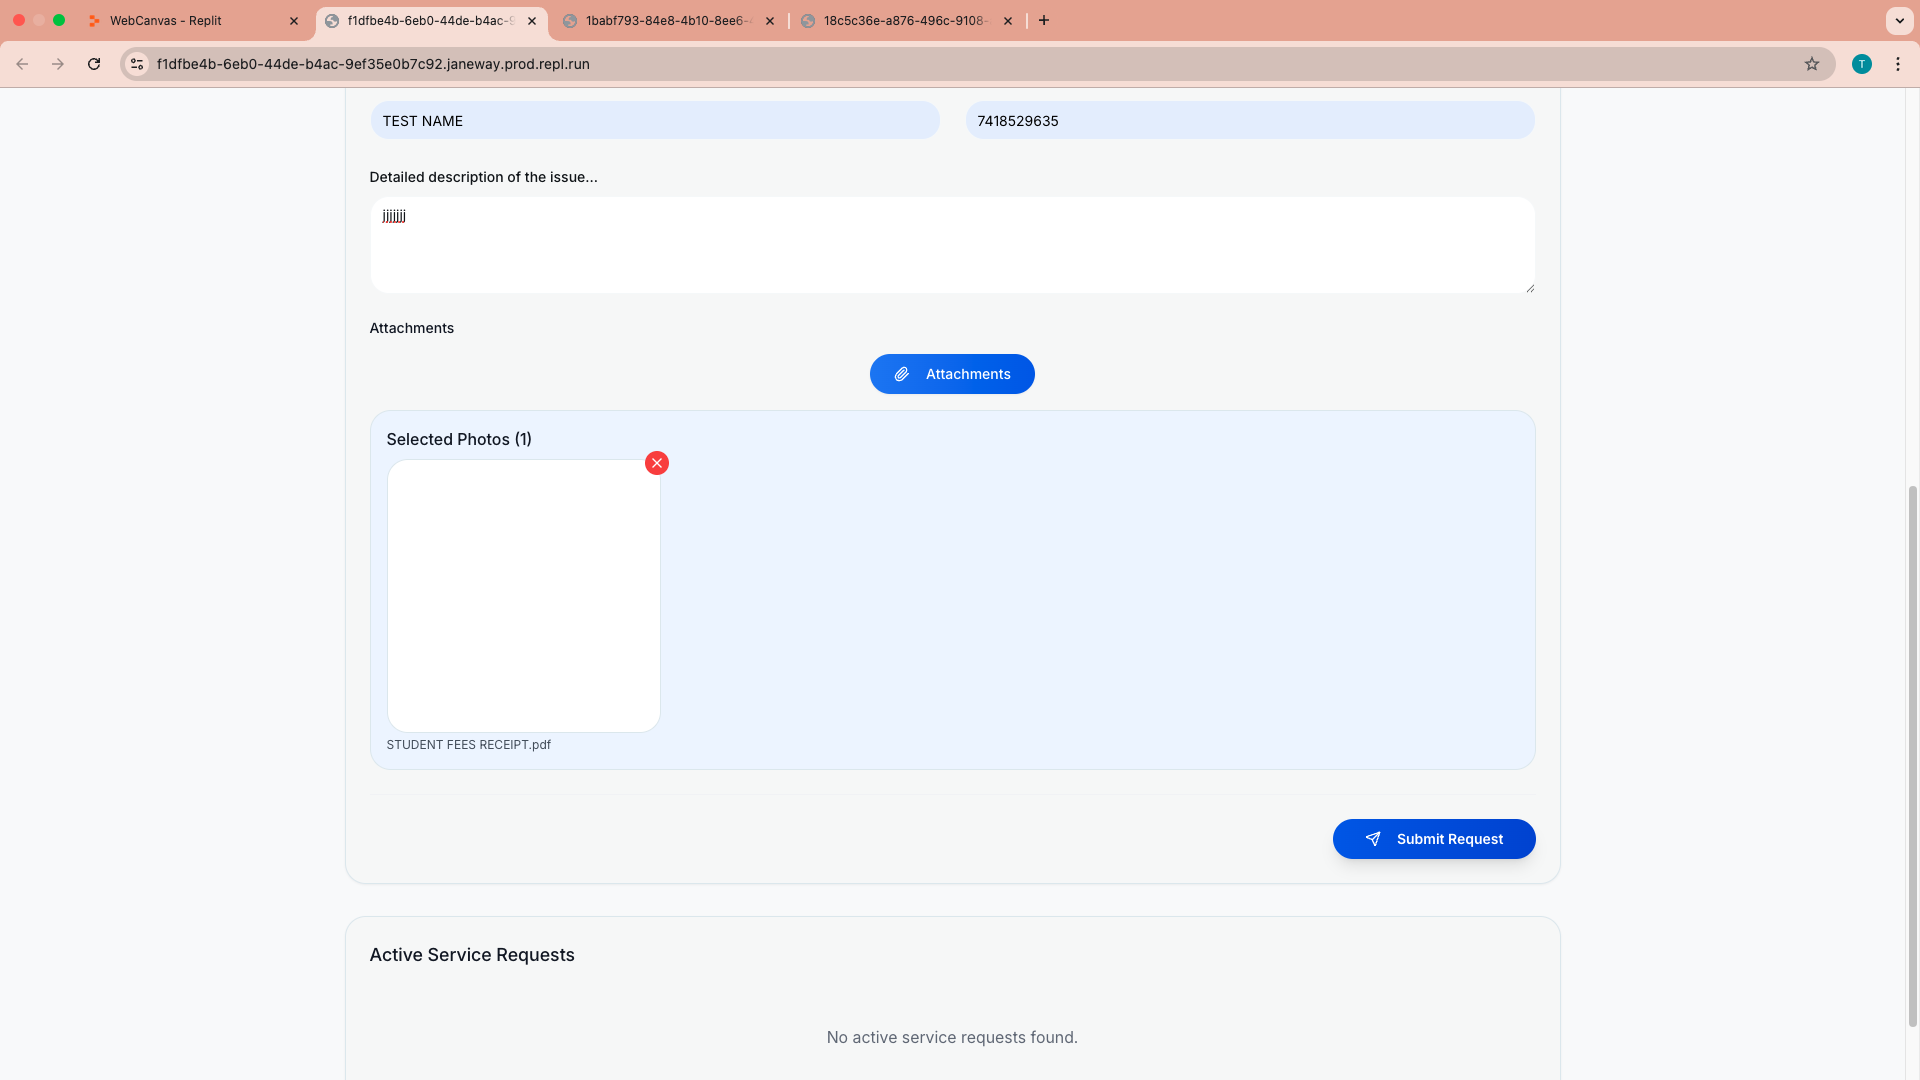 WebCanvas - Replit
f1dfbe4b-6eb0-44de-b4ac-9
1babf793-84e8-4b10-8ee6-
18c5c36e-a876-496c-9108-
f1dfbe4b-6eb0-44de-b4ac-9ef35e0b7c92.janeway.prod.repl.run
T
TEST NAME
7418529635
Detailed description of the issue...
jjjjjjj
Attachments
Attachments
Selected Photos (1)
STUDENT FEES RECEIPT.pdf
Submit Request
Active Service Requests
No active service requests found.